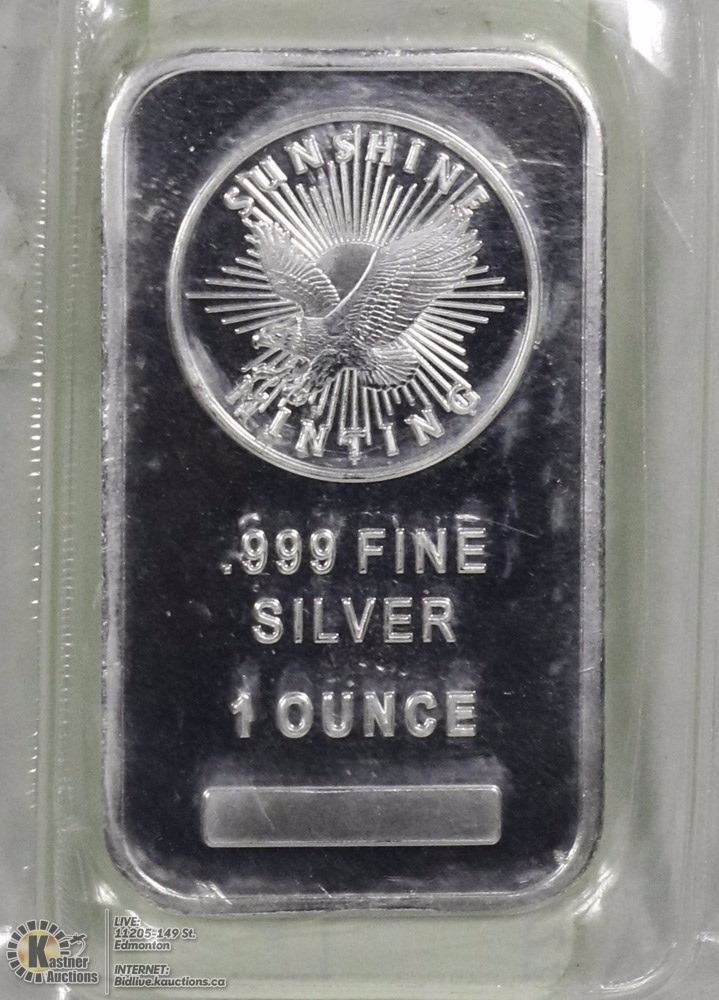 SUNSHINE
MINTING
.999 FINE
SILVER
1 OUNCE
Kastner
Auctions
LIVE:
11205-149 St.
Edmonton
INTERNET:
Bidlive.kauctions.ca